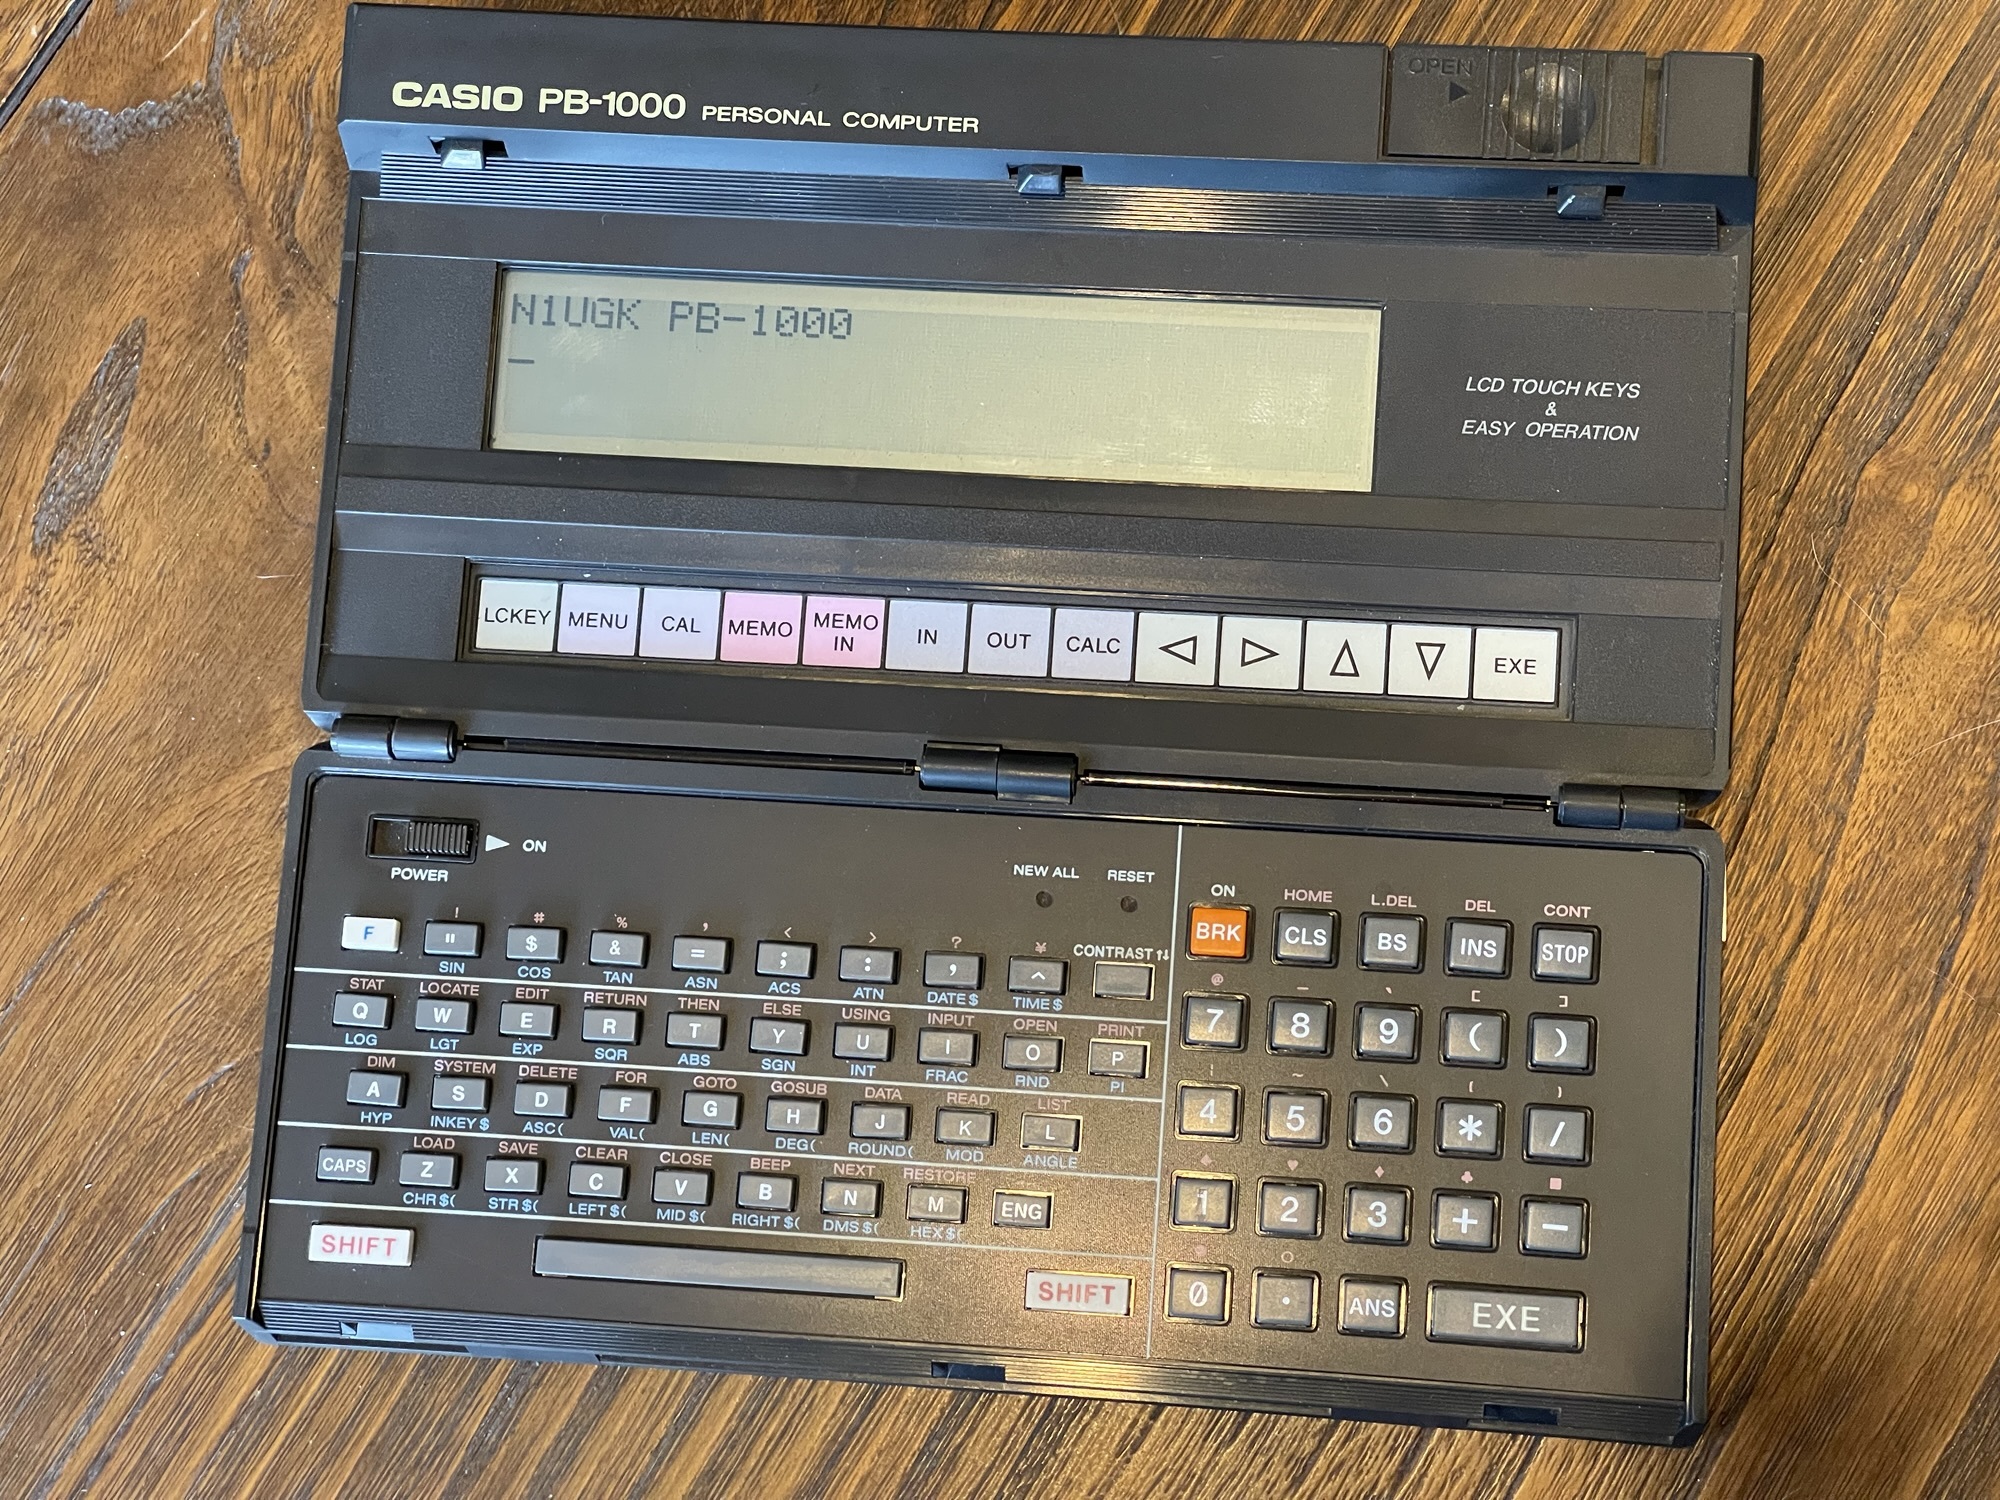 CASIO PB-1000 PERSONAL COMPUTER
OPEN
N1UGK PB-1000
_
LCD TOUCH KEYS
&
EASY OPERATION
LCKEY MENU CAL MEMO MEMO IN IN OUT CALC EXE
ON
POWER
NEW ALL RESET
ON HOME L.DEL DEL CONT
BRK CLS BS INS STOP
! # % , < > ? ¥ CONTRAST ↑↓
F " $ & = ; : , ^
SIN COS TAN ASN ACS ATN DATE$ TIME$
@ [ ]
7 8 9 ( )
STAT LOCATE EDIT RETURN THEN ELSE USING INPUT OPEN PRINT
Q W E R T Y U I O P
LOG LGT EXP SQR ABS SGN INT FRAC RND PI
¦ ~ \ { }
4 5 6 * /
DIM SYSTEM DELETE FOR GOTO GOSUB DATA READ LIST
A S D F G H J K L
HYP INKEY$ ASC( VAL( LEN( DEG( ROUND( MOD ANGLE
♠ ♥ ♦ ♣ ■
1 2 3 + −
LOAD SAVE CLEAR CLOSE BEEP NEXT RESTORE
CAPS Z X C V B N M ENG
CHR$( STR$( LEFT$( MID$( RIGHT$( DMS$( HEX$(
SHIFT SHIFT
0 . ANS EXE